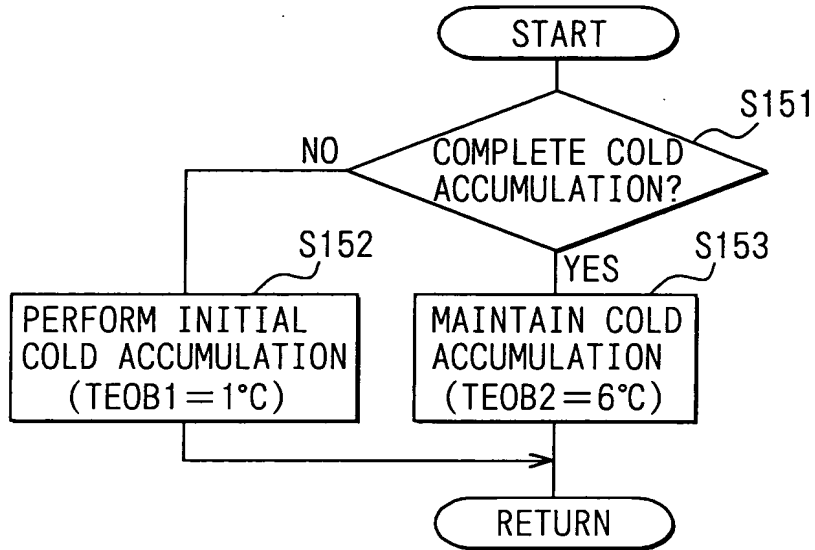 START
S151
NO
COMPLETE COLD
ACCUMULATION?
S152
YES
S153
PERFORM INITIAL
COLD ACCUMULATION
(TEOB1=1°C)
MAINTAIN COLD
ACCUMULATION
(TEOB2=6°C)
RETURN